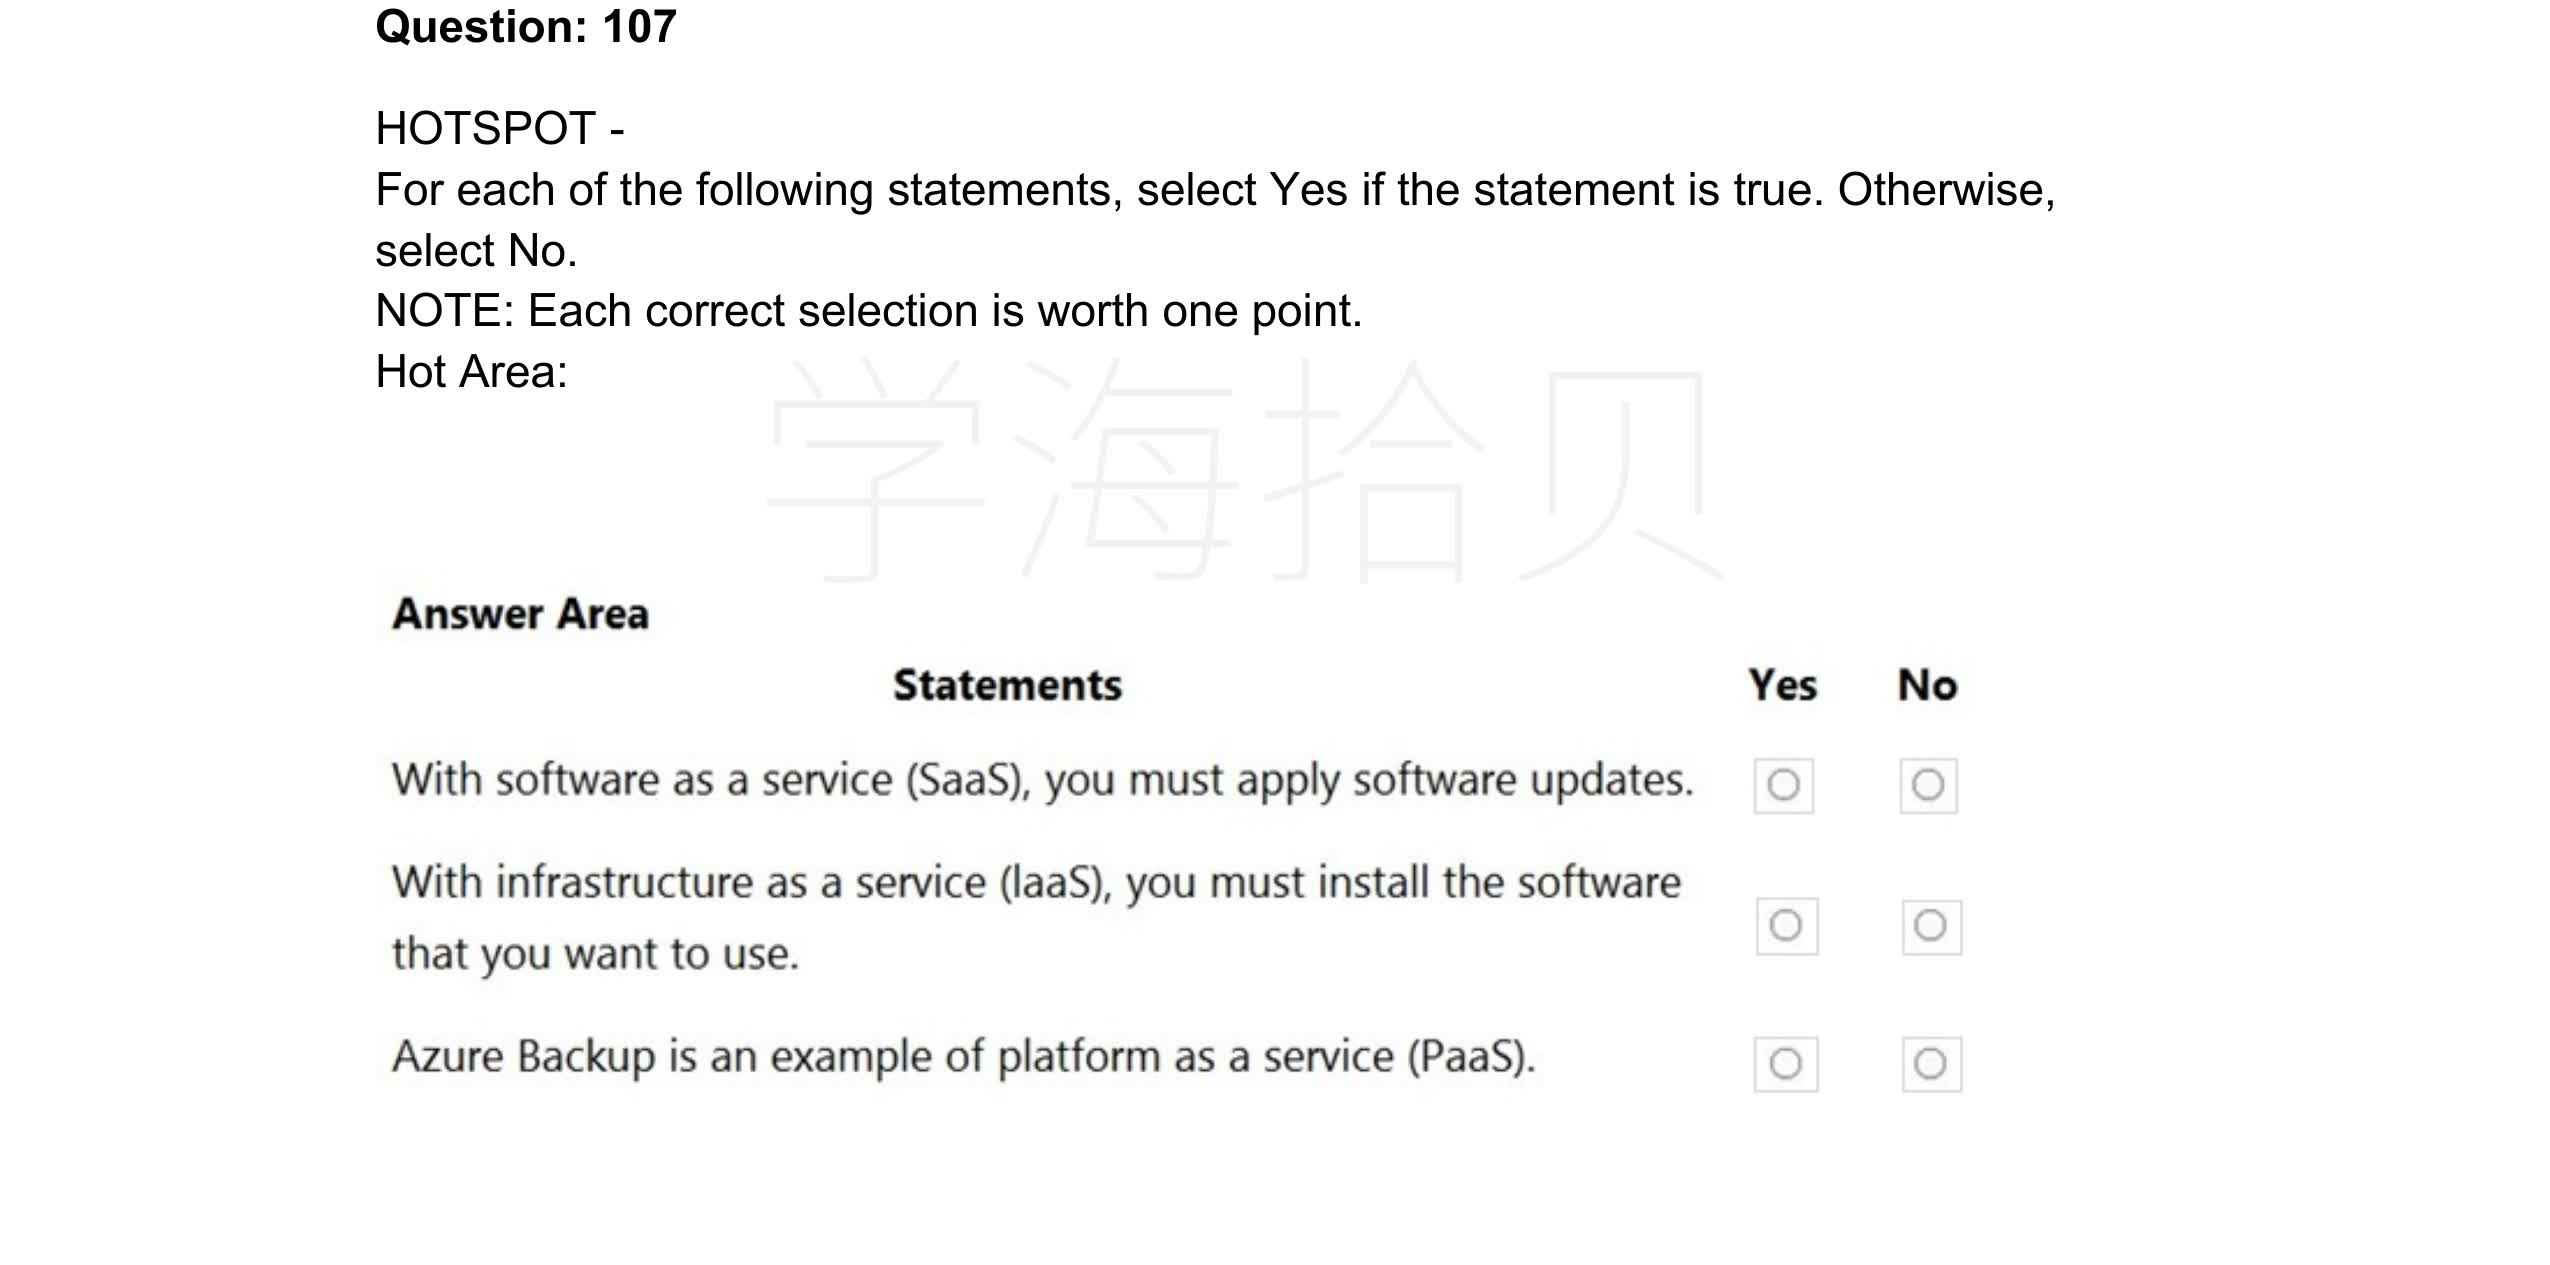 Question: 107
HOTSPOT -
For each of the following statements, select Yes if the statement is true. Otherwise,
select No.
NOTE: Each correct selection is worth one point.
Hot Area:
学海拾贝
Answer Area
Statements Yes No
With software as a service (SaaS), you must apply software updates.
With infrastructure as a service (IaaS), you must install the software
that you want to use.
Azure Backup is an example of platform as a service (PaaS).